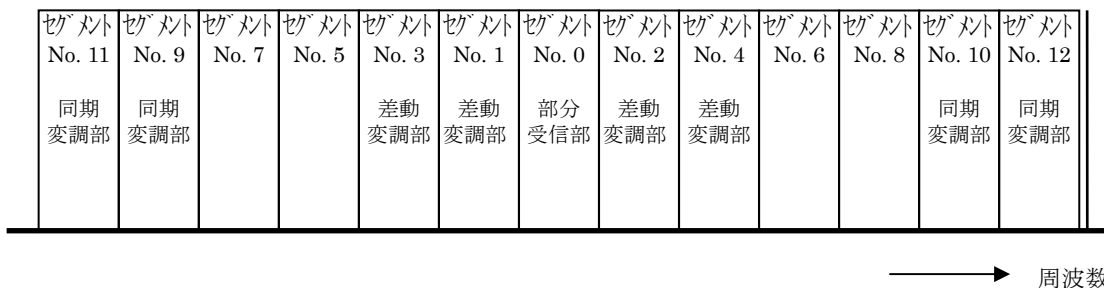 ｾｸﾞﾒﾝﾄ ｾｸﾞﾒﾝﾄ ｾｸﾞﾒﾝﾄ ｾｸﾞﾒﾝﾄ ｾｸﾞﾒﾝﾄ ｾｸﾞﾒﾝﾄ ｾｸﾞﾒﾝﾄ ｾｸﾞﾒﾝﾄ ｾｸﾞﾒﾝﾄ ｾｸﾞﾒﾝﾄ ｾｸﾞﾒﾝﾄ ｾｸﾞﾒﾝﾄ ｾｸﾞﾒﾝﾄ
No. 11 No. 9 No. 7 No. 5 No. 3 No. 1 No. 0 No. 2 No. 4 No. 6 No. 8 No. 10 No. 12
同期 同期 差動 差動 部分 差動 差動 同期 同期
変調部 変調部 変調部 変調部 受信部 変調部 変調部 変調部 変調部
周波数